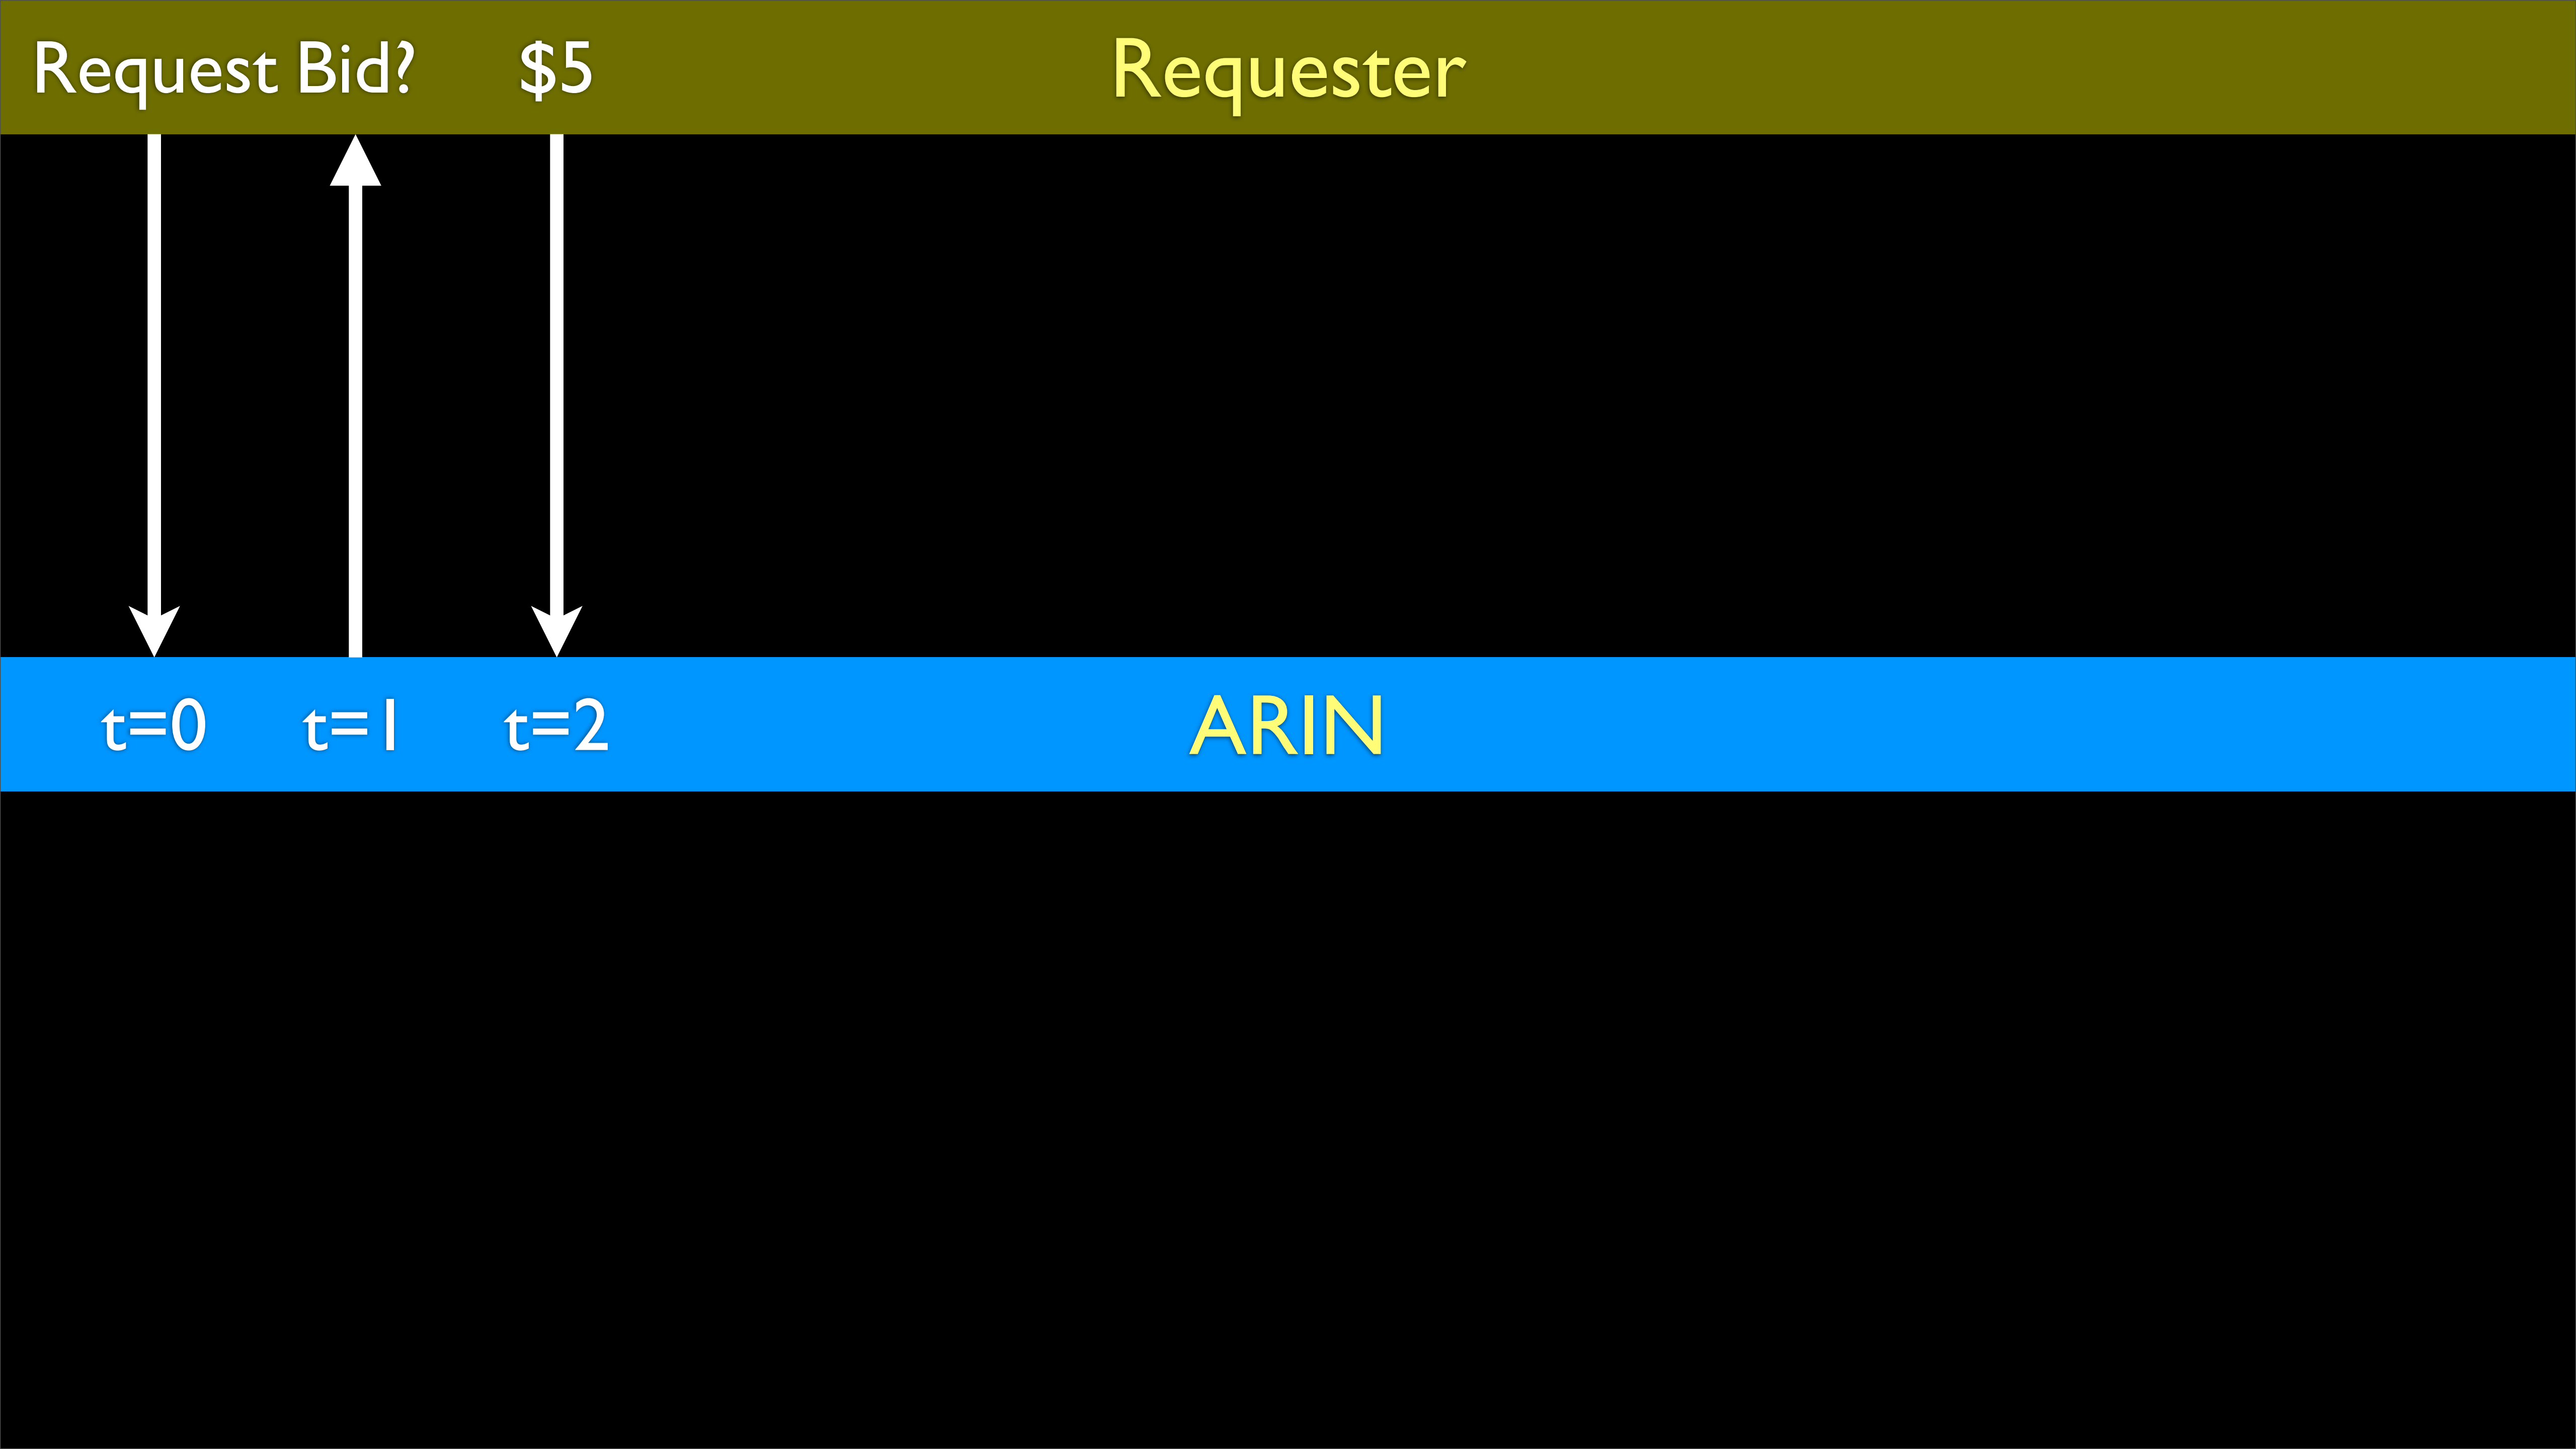 Request Bid? $5 Requester
t=0 t=1 t=2 ARIN